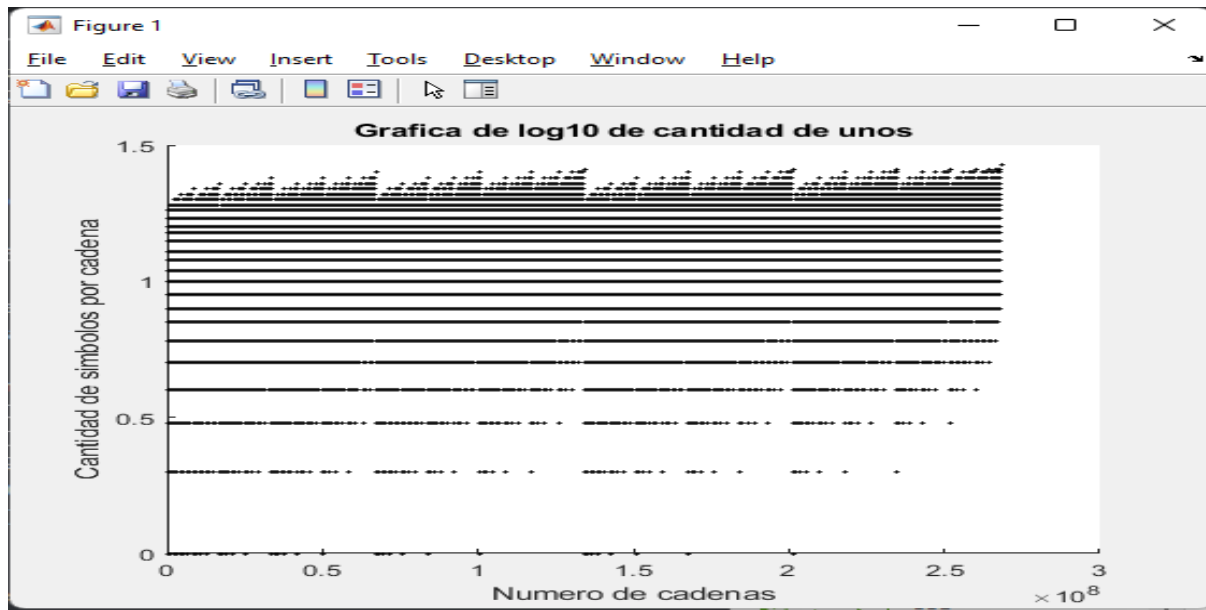 Figure 1
File Edit View Insert Tools Desktop Window Help
Grafica de log10 de cantidad de unos
Cantidad de simbolos por cadena
1.5
1
0.5
0
0 0.5 1 1.5 2 2.5 3
Numero de cadenas
× 10^8